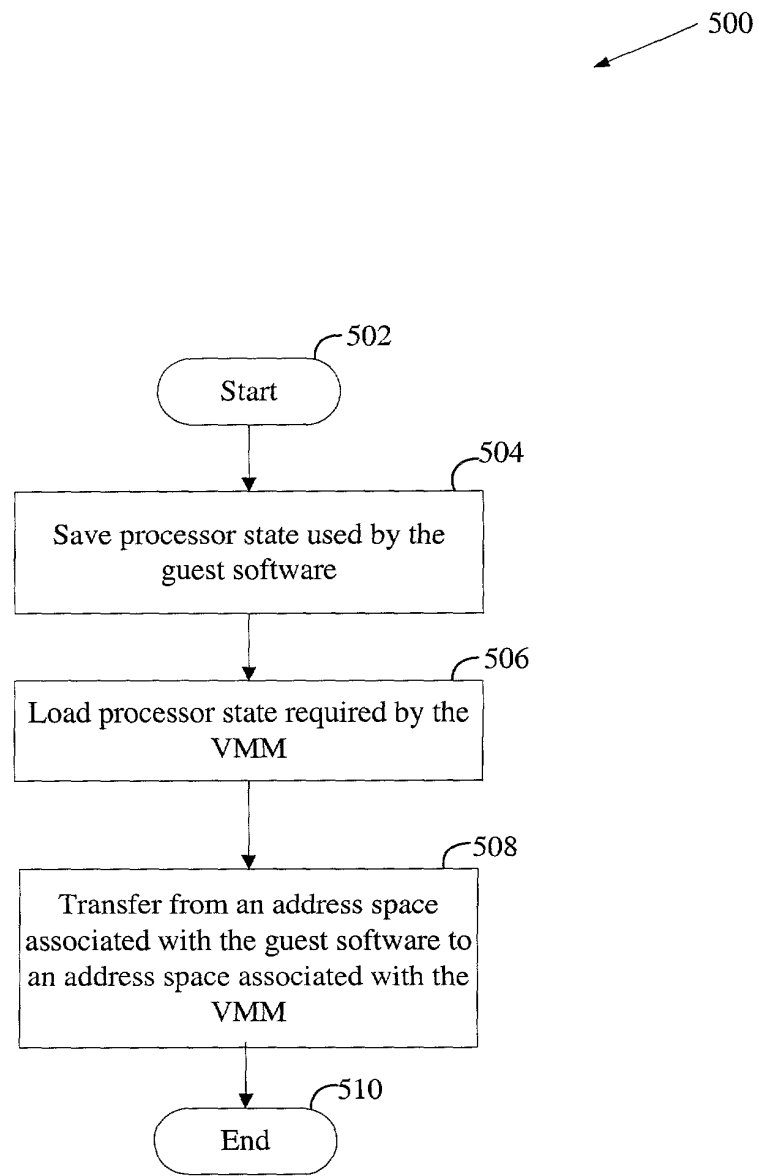 500
502
Start
504
Save processor state used by the
guest software
506
Load processor state required by the
VMM
508
Transfer from an address space
associated with the guest software to
an address space associated with the
VMM
510
End